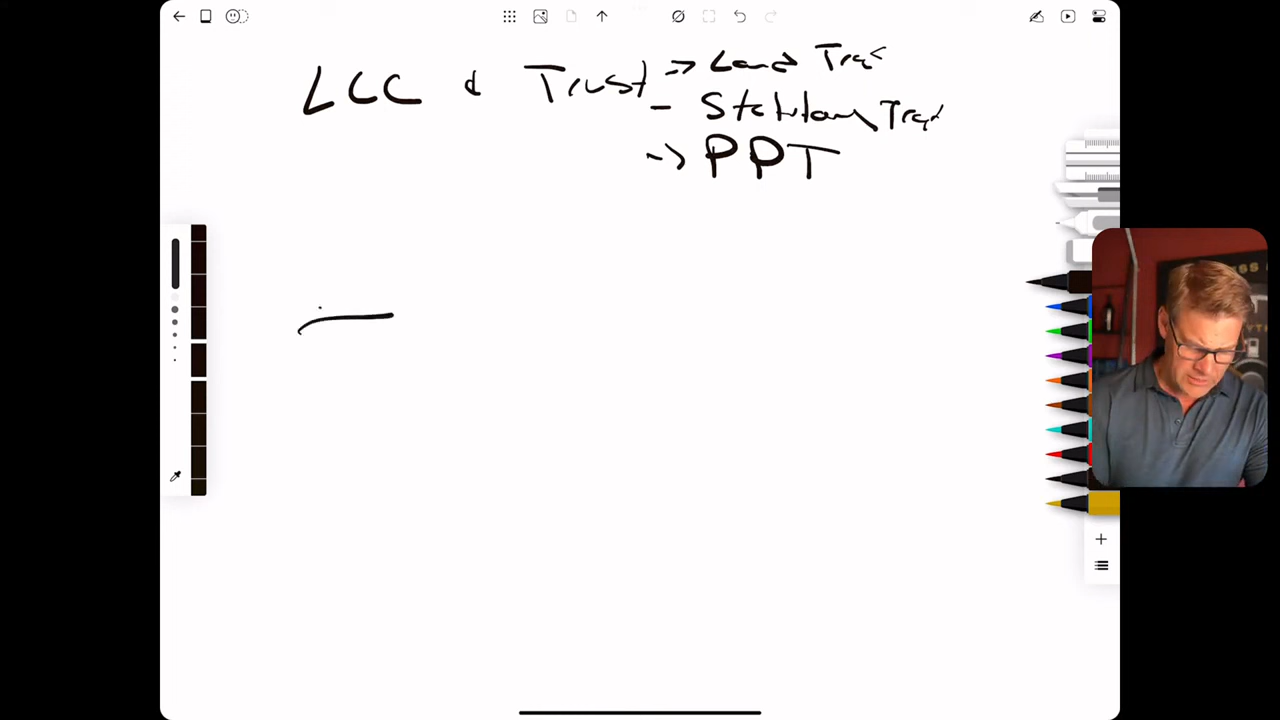 LCC & Trust → Land Trust
- Statutory Trust
→ PPT